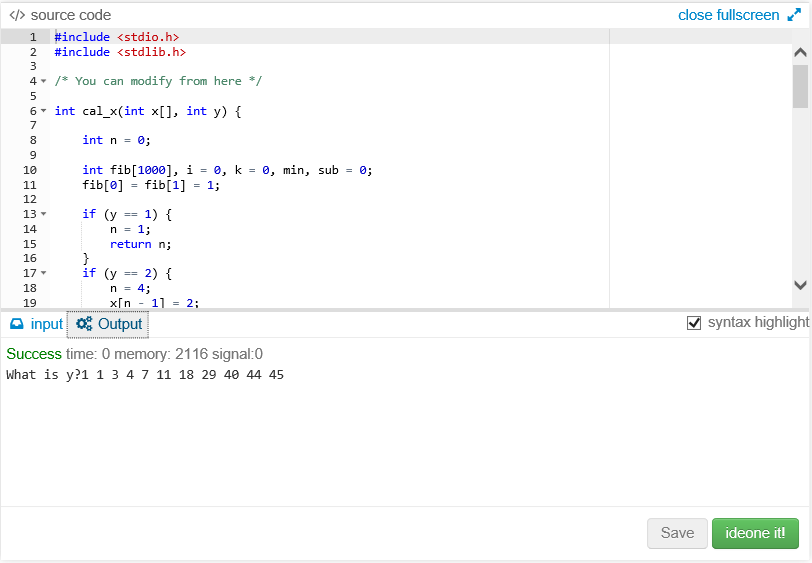 </> source code
close fullscreen
1 #include <stdio.h>
2 #include <stdlib.h>
3
4 /* You can modify from here */
5
6 int cal_x(int x[], int y) {
7
8 int n = 0;
9
10 int fib[1000], i = 0, k = 0, min, sub = 0;
11 fib[0] = fib[1] = 1;
12
13 if (y == 1) {
14 n = 1;
15 return n;
16 }
17 if (y == 2) {
18 n = 4;
19 x[n - 1] = 2;
input Output
syntax highlight
Success time: 0 memory: 2116 signal:0
What is y?1 1 3 4 7 11 18 29 40 44 45
Save ideone it!